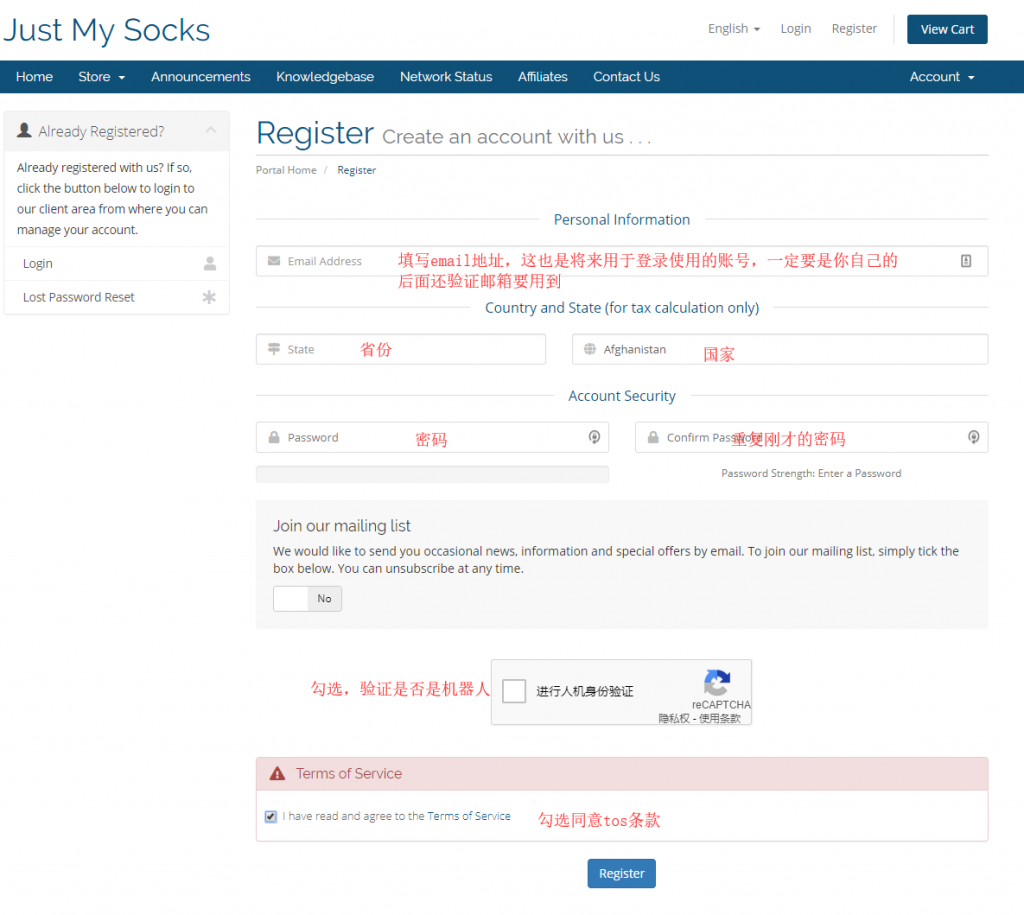 Just My Socks
English
Login
Register
View Cart
Home
Store
Announcements
Knowledgebase
Network Status
Affiliates
Contact Us
Account
Already Registered?
Already registered with us? If so,
click the button below to login to
our client area from where you can
manage your account.
Login
Lost Password Reset
Register Create an account with us . . .
Portal Home / Register
Personal Information
Email Address
填写email地址，这也是将来用于登录使用的账号，一定要是你自己的
后面还验证邮箱要用到
Country and State (for tax calculation only)
State 省份
Afghanistan 国家
Account Security
Password 密码
Confirm Password 重复刚才的密码
Password Strength: Enter a Password
Join our mailing list
We would like to send you occasional news, information and special offers by email. To join our mailing list, simply tick the
box below. You can unsubscribe at any time.
No
勾选，验证是否是机器人
进行人机身份验证
reCAPTCHA
隐私权 - 使用条款
Terms of Service
I have read and agree to the Terms of Service
勾选同意tos条款
Register